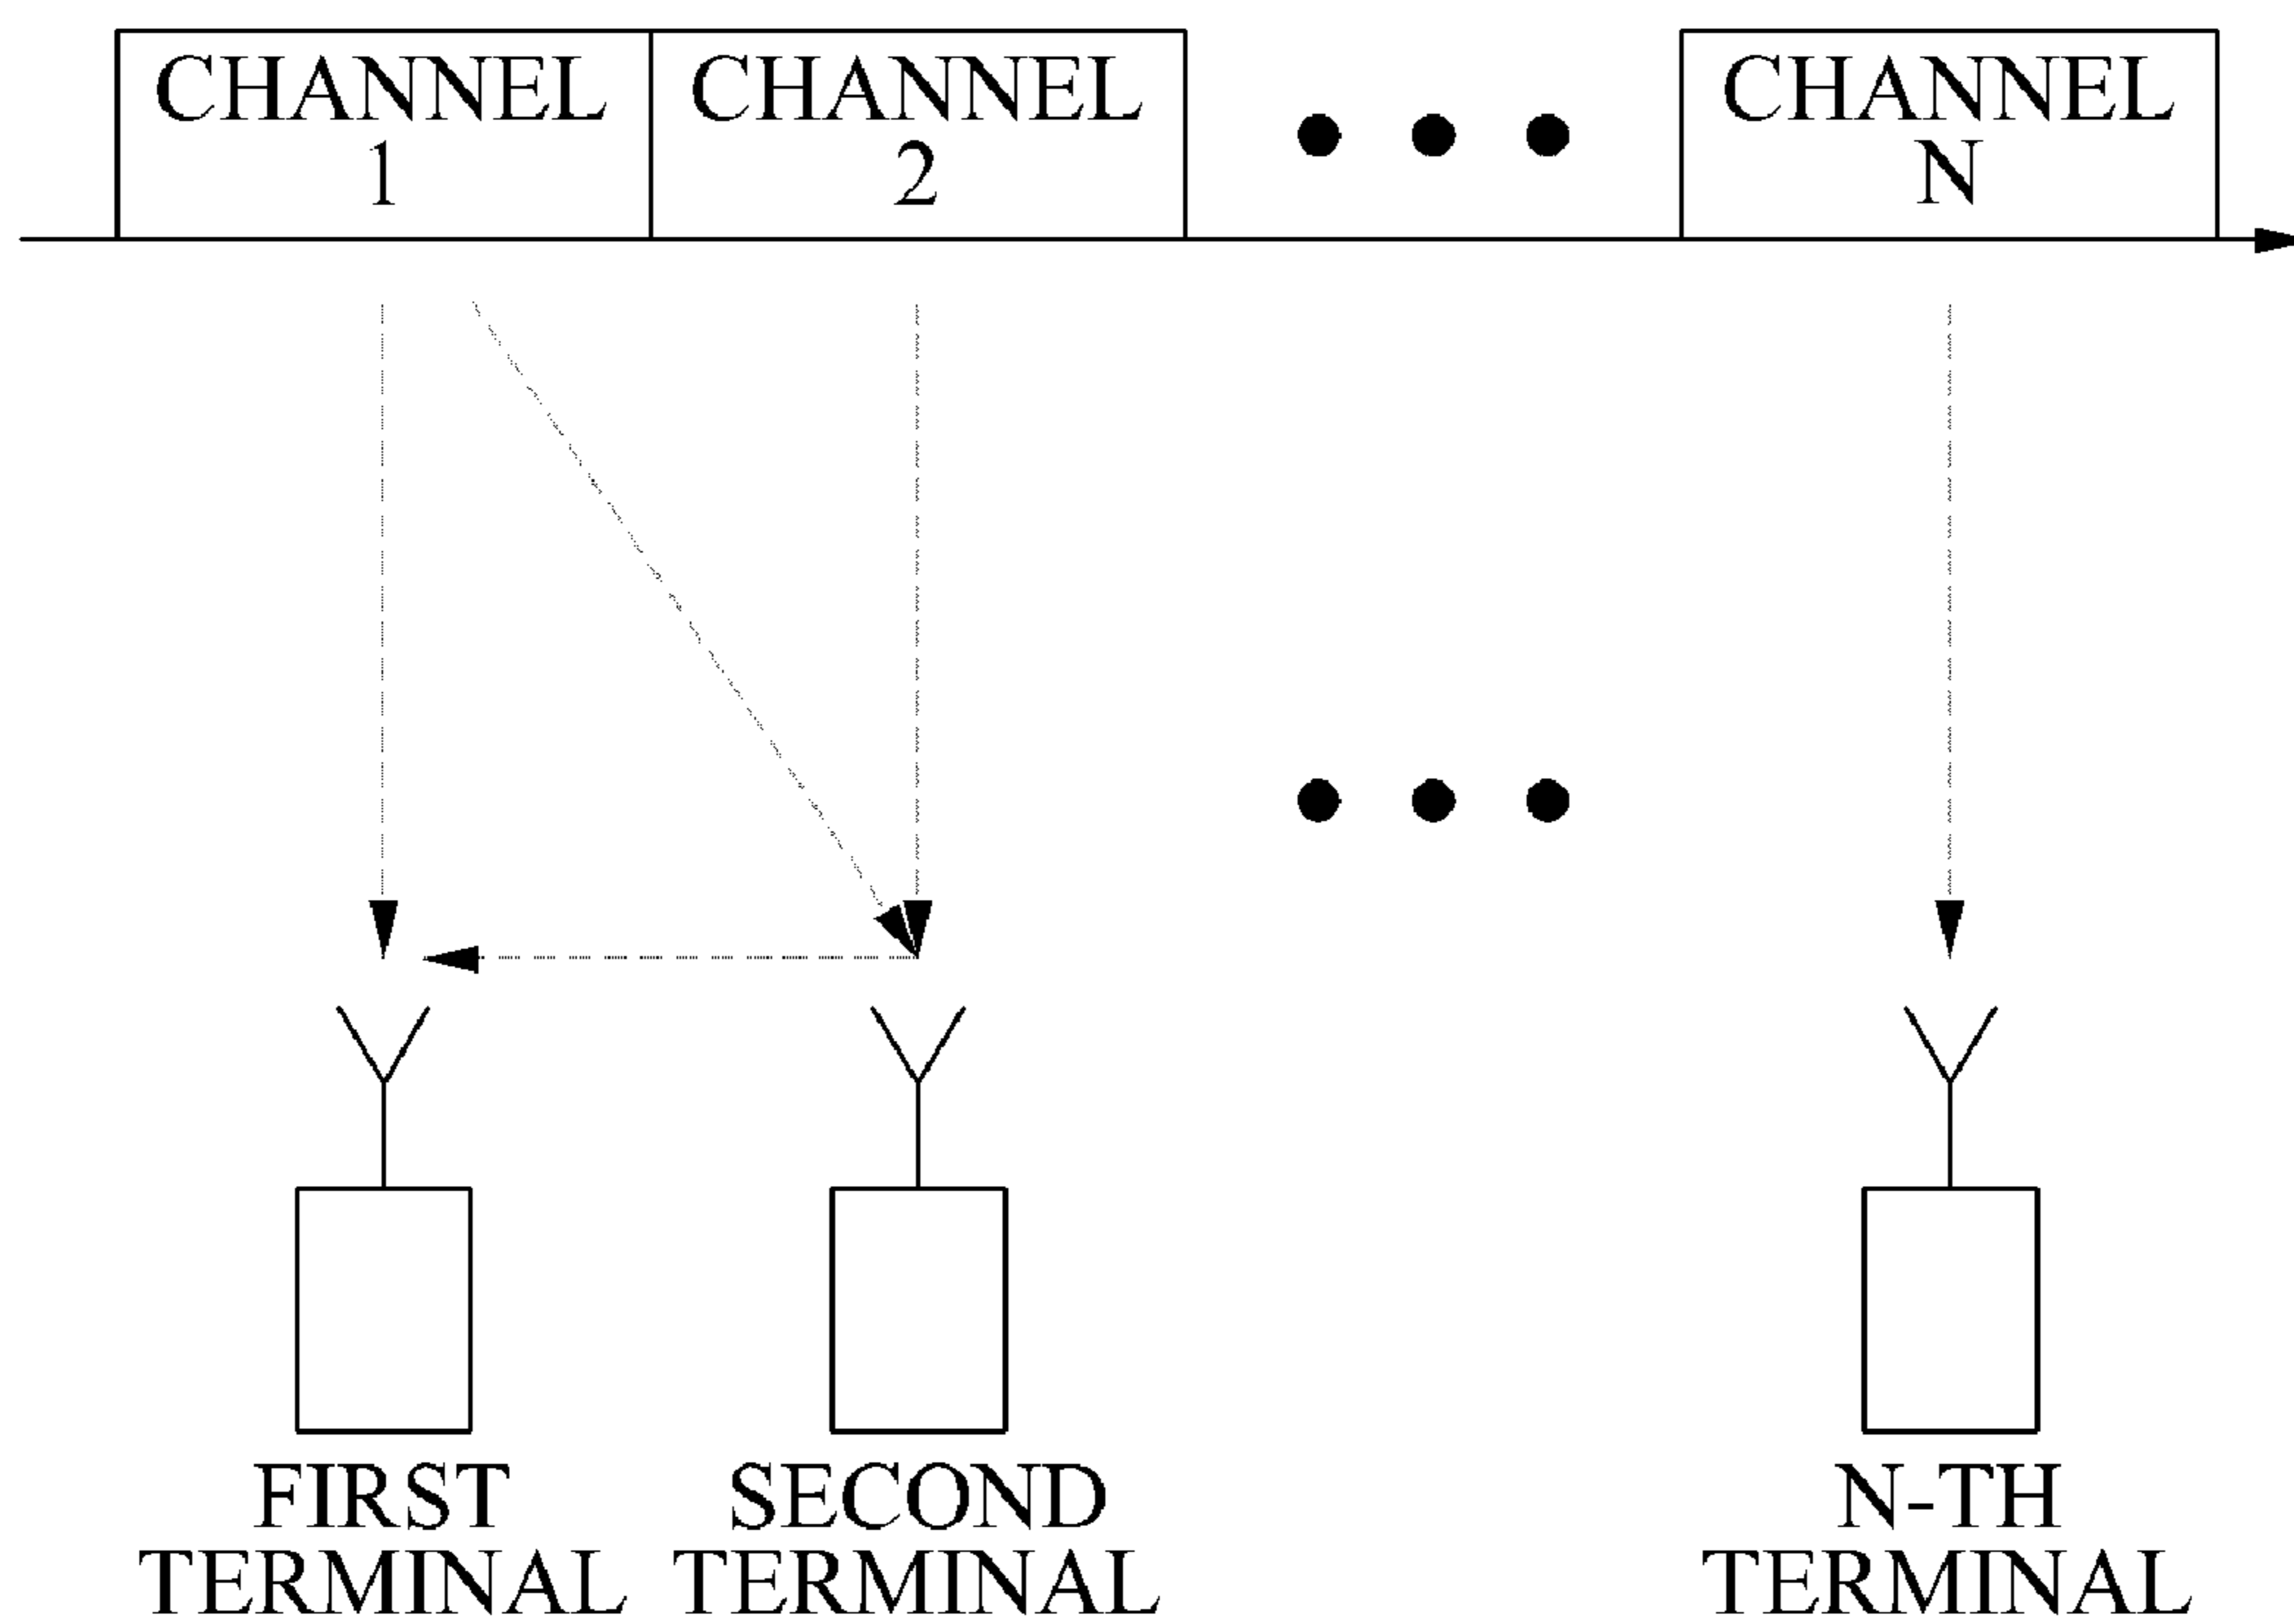 CHANNEL
1
CHANNEL
2
CHANNEL
N
FIRST
TERMINAL
SECOND
TERMINAL
N-TH
TERMINAL